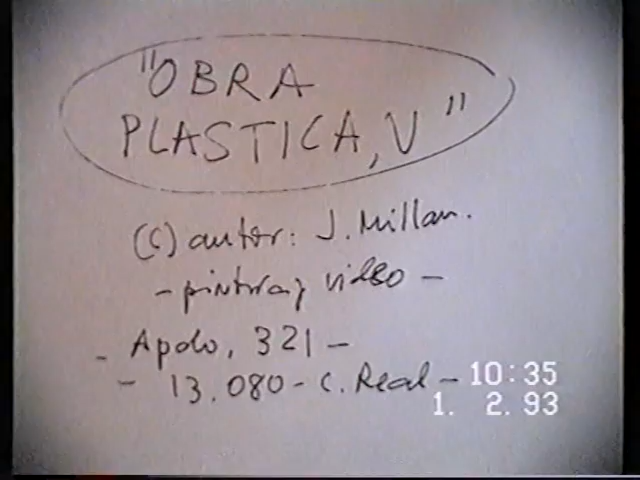 "OBRA
PLASTICA, V"
(C) autor: J. Millan.
- pintura y video -
- Apolo, 321 -
- 13.080 - C. Real -
10:35
1. 2. 93